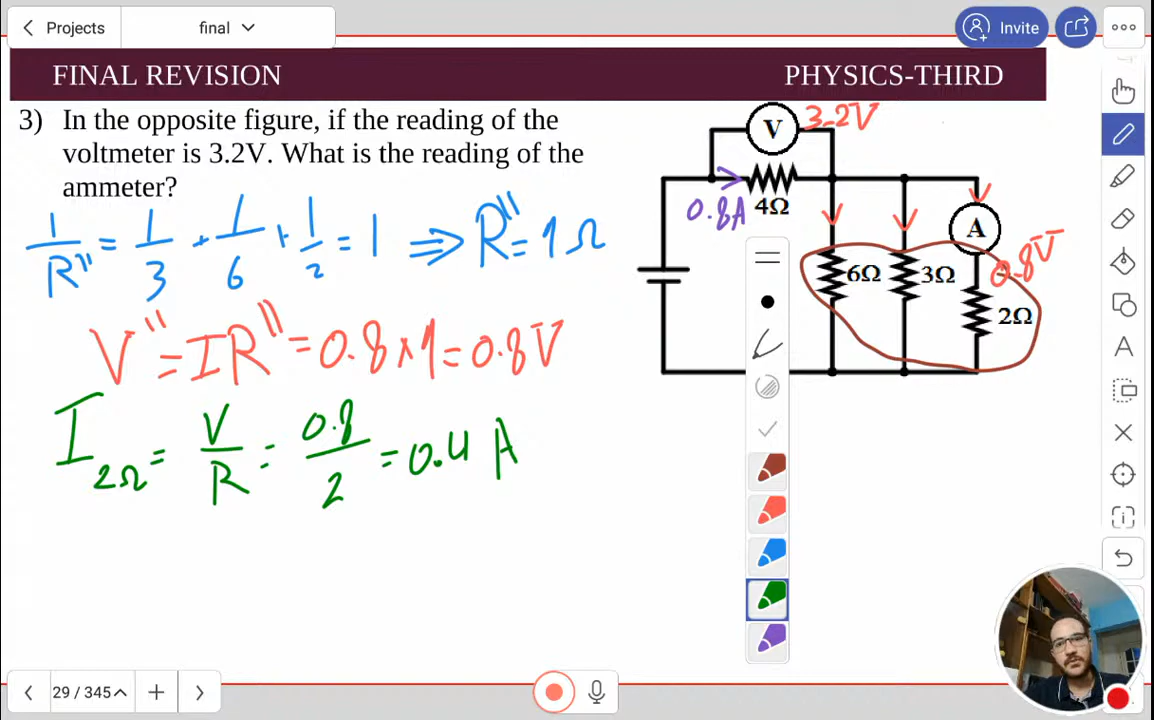 Projects
final
Invite
FINAL REVISION
PHYSICS-THIRD
3) In the opposite figure, if the reading of the
voltmeter is 3.2V. What is the reading of the
ammeter?
V
3.2V
0.8A
4Ω
A
0.8V
6Ω
3Ω
2Ω
1/R'' = 1/3 + 1/6 + 1/2 = 1 ⇒ R'' = 1Ω
V'' = IR'' = 0.8 × 1 = 0.8V
I 2Ω = V/R = 0.8/2 = 0.4 A
A
29 / 345